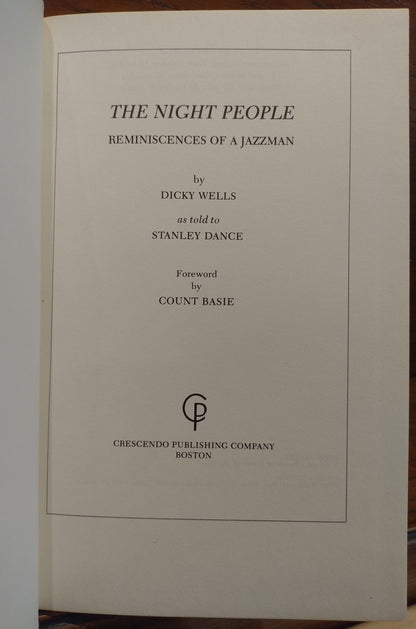 THE NIGHT PEOPLE
REMINISCENCES OF A JAZZMAN
by
DICKY WELLS
as told to
STANLEY DANCE
Foreword
by
COUNT BASIE
CP
CRESCENDO PUBLISHING COMPANY
BOSTON